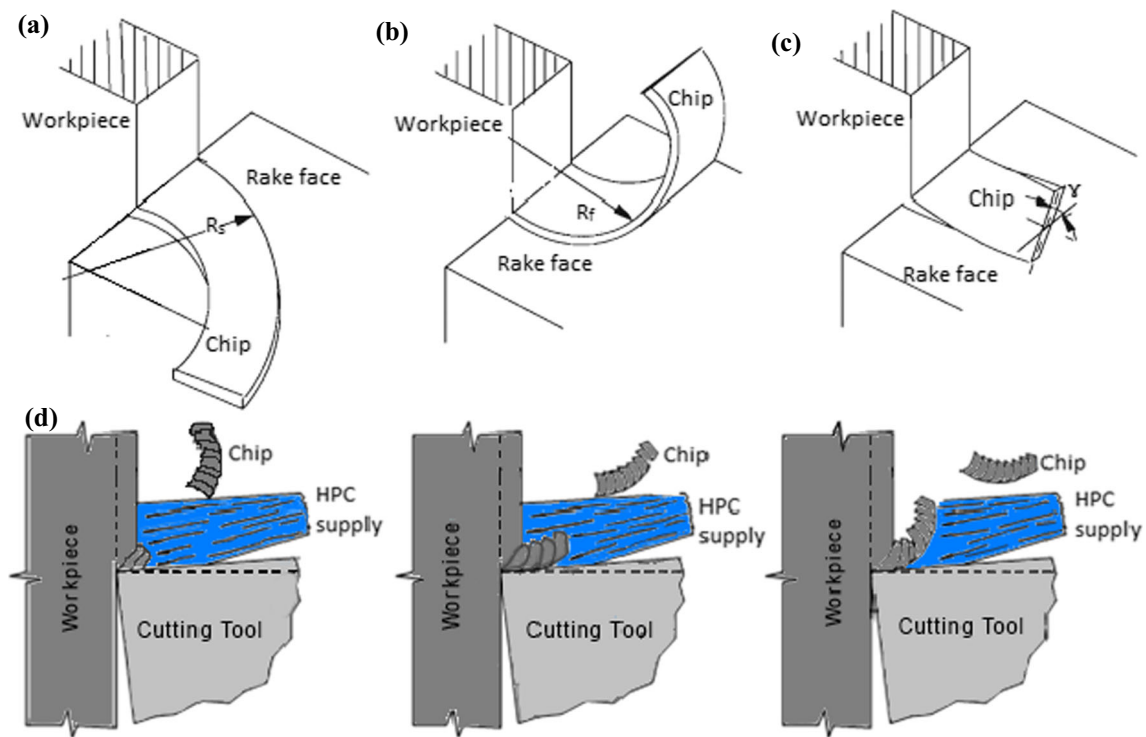 (a)
Workpiece
Rake face
Rs
Chip
(b)
Workpiece
Chip
Rf
Rake face
(c)
Workpiece
Chip
γ
Rake face
(d)
Chip
HPC
supply
Workpiece
Cutting Tool
Chip
HPC
supply
Workpiece
Cutting Tool
Chip
HPC
supply
Workpiece
Cutting Tool